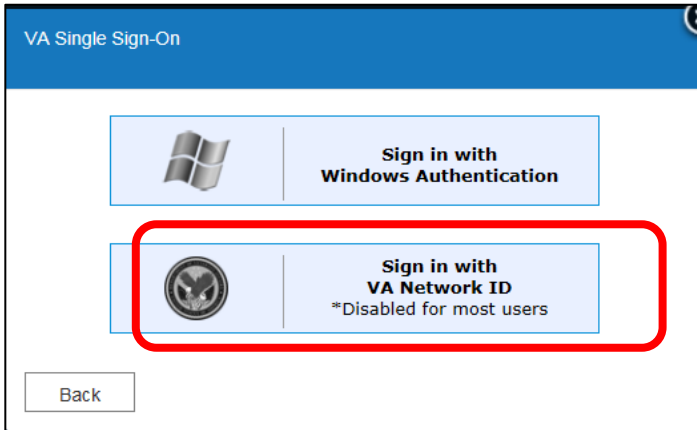 VA Single Sign-On
Sign in with
Windows Authentication
Sign in with
VA Network ID
*Disabled for most users
Back